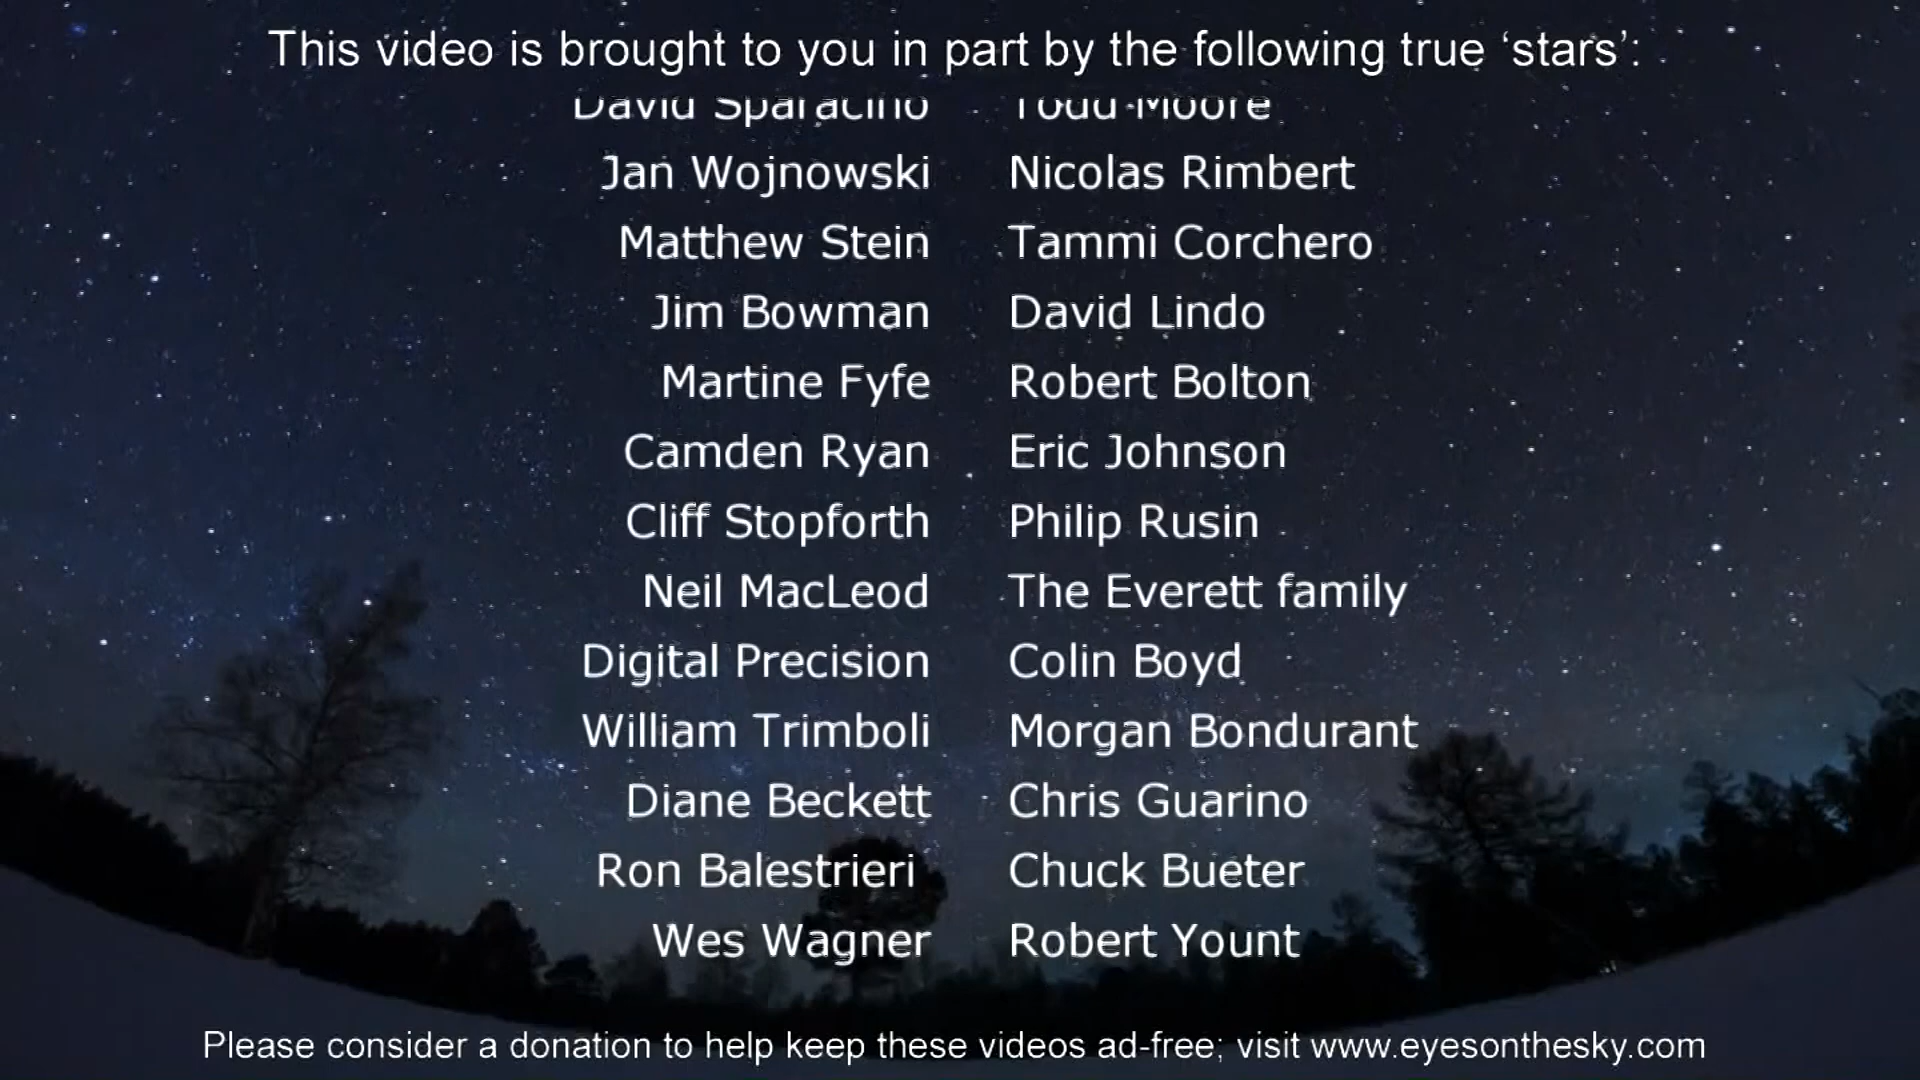 This video is brought to you in part by the following true ‘stars’:
David Sparacino Todd Moore
Jan Wojnowski Nicolas Rimbert
Matthew Stein Tammi Corchero
Jim Bowman David Lindo
Martine Fyfe Robert Bolton
Camden Ryan Eric Johnson
Cliff Stopforth Philip Rusin
Neil MacLeod The Everett family
Digital Precision Colin Boyd
William Trimboli Morgan Bondurant
Diane Beckett Chris Guarino
Ron Balestrieri Chuck Bueter
Wes Wagner Robert Yount
Please consider a donation to help keep these videos ad-free; visit www.eyesonthesky.com